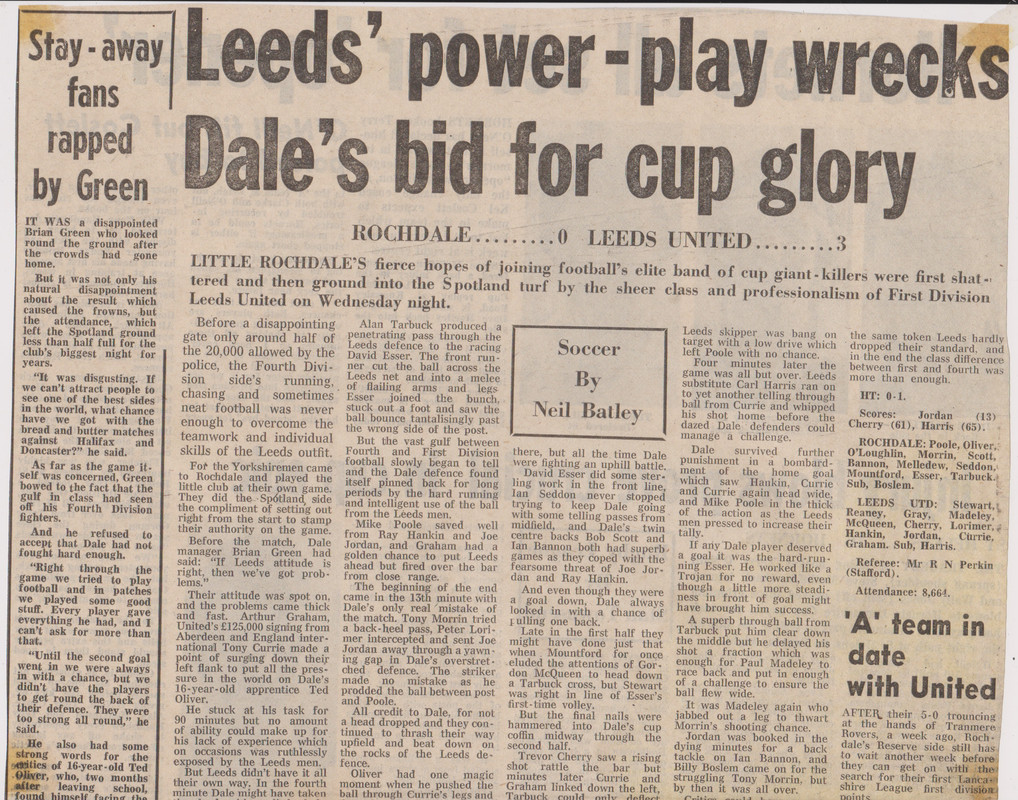 Stay-away
fans
rapped
by Green
IT WAS a disappointed
Brian Green who looked
round the ground after
the crowds had gone
home.
But it was not only his
natural disappointment
about the result which
caused the frowns, but
the attendance, which
left the Spotland ground
less than half full for the
club's biggest night for
years.
"It was disgusting. If
we can't attract people to
see one of the best sides
in the world, what chance
have we got with the
bread and butter matches
against Halifax and
Doncaster?" he said.
As far as the game it-
self was concerned, Green
bowed to the fact that the
gulf in class had seen
off his Fourth Division
fighters.
And he refused to
accept that Dale had not
fought hard enough.
"Right through the
game we tried to play
football and in patches
we played some good
stuff. Every player gave
everything he had, and I
can't ask for more than
that.
"Until the second goal
went in we were always
in with a chance, but we
didn't have the players
to get round the back of
their defence. They were
too strong all round," he
said.
He also had some
strong words for the
critics of 16-year-old Ted
Oliver, who, two months
after leaving school,
found himself facing the
Leeds' power-play wrecks
Dale's bid for cup glory
ROCHDALE.........0 LEEDS UNITED.........3
LITTLE ROCHDALE'S fierce hopes of joining football's elite band of cup giant-killers were first shat-
tered and then ground into the Spotland turf by the sheer class and professionalism of First Division
Leeds United on Wednesday night.
Before a disappointing
gate only around half of
the 20,000 allowed by the
police, the Fourth Divi-
sion side's running,
chasing and sometimes
neat football was never
enough to overcome the
teamwork and individual
skills of the Leeds outfit.
For the Yorkshiremen came
to Rochdale and played the
little club at their own game.
They did the Spotland side
the compliment of setting out
right from the start to stamp
their authority on the game.
Before the match, Dale
manager Brian Green had
said: "If Leeds attitude is
right, then we've got prob-
lems."
Their attitude was spot on,
and the problems came thick
and fast. Arthur Graham,
United's £125,000 signing from
Aberdeen and England inter-
national Tony Currie made a
point of surging down their
left flank to put all the pres-
sure in the world on Dale's
16-year-old apprentice Ted
Oliver.
He stuck at his task for
90 minutes but no amount
of ability could make up for
his lack of experience which
on occasions was ruthlessly
exposed by the Leeds men.
But Leeds didn't have it all
their own way. In the fourth
minute Dale might have taken
Alan Tarbuck produced a
penetrating pass through the
Leeds defence to the racing
David Esser. The front run-
ner cut the ball across the
Leeds net and into a melee
of flailing arms and legs
Esser joined the bunch,
stuck out a foot and saw the
ball bounce tantalisingly past
the wrong side of the post.
But the vast gulf between
Fourth and First Division
football slowly began to tell
and the Dale defence found
itself pinned back for long
periods by the hard running
and intelligent use of the ball
from the Leeds men.
Mike Poole saved well
from Ray Hankin and Joe
Jordan, and Graham had a
golden chance to put Leeds
ahead but fired over the bar
from close range.
The beginning of the end
came in the 13th minute with
Dale's only real mistake of
the match. Tony Morrin tried
a back-heel pass, Peter Lori-
mer intercepted and sent Joe
Jordan away through a yawn-
ing gap in Dale's overstret-
ched defence. The striker
made no mistake as he
prodded the ball between post
and Poole.
All credit to Dale, for not
a head dropped and they con-
tinued to thrash their way
upfield and beat down on
the rocks of the Leeds de-
fence.
Oliver had one magic
moment when he pushed the
ball through Currie's legs and
Soccer
By
Neil Batley
there, but all the time Dale
were fighting an uphill battle.
David Esser did some ster-
ling work in the front line,
Ian Seddon never stopped
trying to keep Dale going
with some telling passes from
midfield, and Dale's twin
centre backs Bob Scott and
Ian Bannon both had superb
games as they coped with the
fearsome threat of Joe Jor-
dan and Ray Hankin.
And even though they were
a goal down, Dale always
looked in with a chance of
pulling one back.
Late in the first half they
might have done just that
when Mountford for once
eluded the attentions of Gor-
don McQueen to head down
a Tarbuck cross, but Stewart
was right in line of Esser's
first-time volley.
But the final nails were
hammered into Dale's cup
coffin midway through the
second half.
Trevor Cherry saw a rising
shot rattle the bar but
minutes later Currie and
Graham linked down the left,
Tarbuck could only deflect
Leeds skipper was bang on
target with a low drive which
left Poole with no chance.
Four minutes later the
game was all but over. Leeds
substitute Carl Harris ran on
to yet another telling through
ball from Currie and whipped
his shot home before the
dazed Dale defenders could
manage a challenge.
Dale survived further
punishment in a bombard-
ment of the home goal
which saw Hankin, Currie
and Currie again head wide,
and Mike Poole in the thick
of the action as the Leeds
men pressed to increase their
tally.
If any Dale player deserved
a goal it was the hard-run-
ning Esser. He worked like a
Trojan for no reward, even
though a little more steadi-
ness in front of goal might
have brought him success.
A superb through ball from
Tarbuck put him clear down
the middle but he delayed his
shot a fraction which was
enough for Paul Madeley to
race back and put in enough
of a challenge to ensure the
ball flew wide.
It was Madeley again who
jabbed out a leg to thwart
Morrin's shooting chance.
Jordan was booked in the
dying minutes for a back
tackle on Ian Bannon, and
Billy Boslem came on for the
struggling Tony Morrin, but
by then it was all over.
the same token Leeds hardly
dropped their standard, and
in the end the class difference
between first and fourth was
more than enough.
HT: 0-1.
Scores: Jordan (13)
Cherry (61), Harris (65).
ROCHDALE: Poole, Oliver,
O'Loughlin, Morrin, Scott,
Bannon, Melledew, Seddon,
Mountford, Esser, Tarbuck.
Sub, Boslem.
LEEDS UTD: Stewart,
Reaney, Gray, Madeley,
McQueen, Cherry, Lorimer,
Hankin, Jordan, Currie,
Graham. Sub, Harris.
Referee: Mr R N Perkin
(Stafford).
Attendance: 8,664.
'A' team in
date
with United
AFTER their 5-0 trouncing
at the hands of Tranmere
Rovers, a week ago, Roch-
dale's Reserve side still has
to wait another week before
they can get on with the
search for their first Lanca-
shire League first division
points.